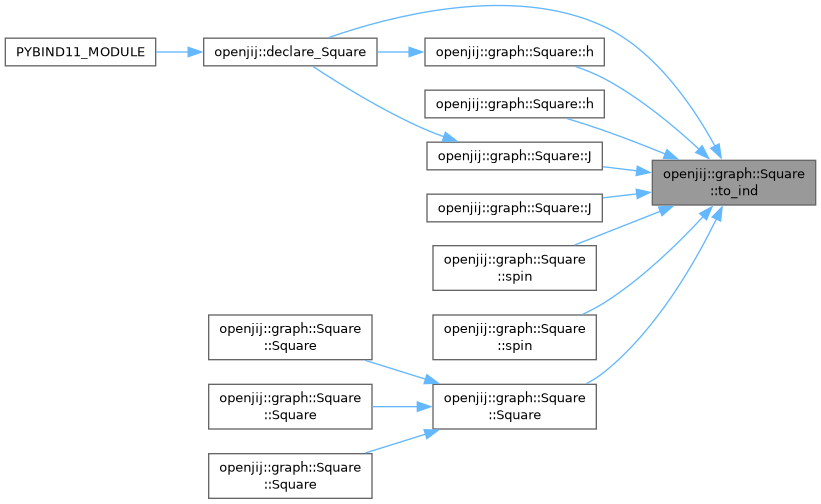 PYBIND11_MODULE
openjij::declare_Square
openjij::graph::Square::h
openjij::graph::Square::h
openjij::graph::Square::J
openjij::graph::Square
::to_ind
openjij::graph::Square::J
openjij::graph::Square
::spin
openjij::graph::Square
::spin
openjij::graph::Square
::Square
openjij::graph::Square
::Square
openjij::graph::Square
::Square
openjij::graph::Square
::Square